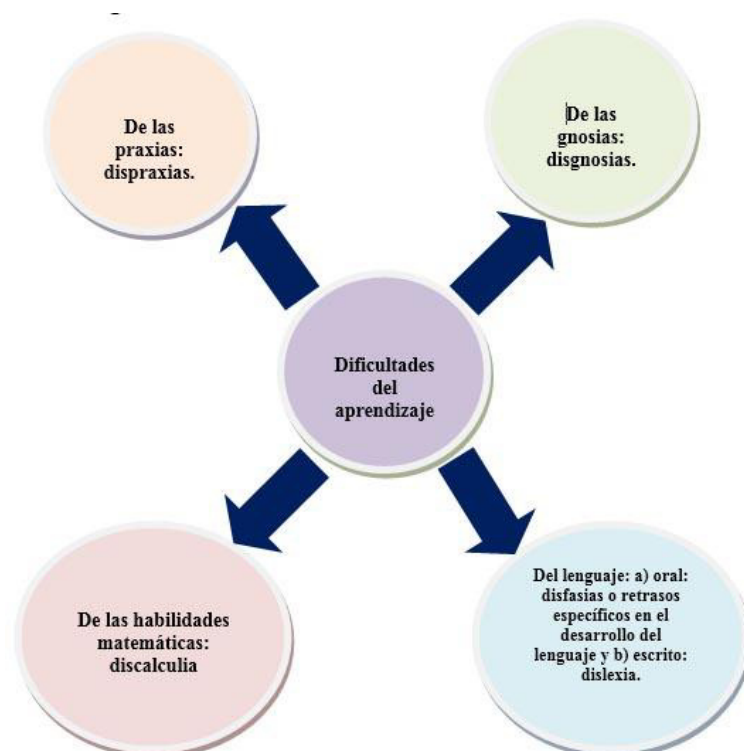 De las
praxias:
dispraxias.
De las
gnosias:
disgnosias.
Dificultades
del
aprendizaje
De las habilidades
matemáticas:
discalculia
Del lenguaje: a) oral:
disfasias o retrasos
específicos en el
desarrollo del
lenguaje y b) escrito:
dislexia.